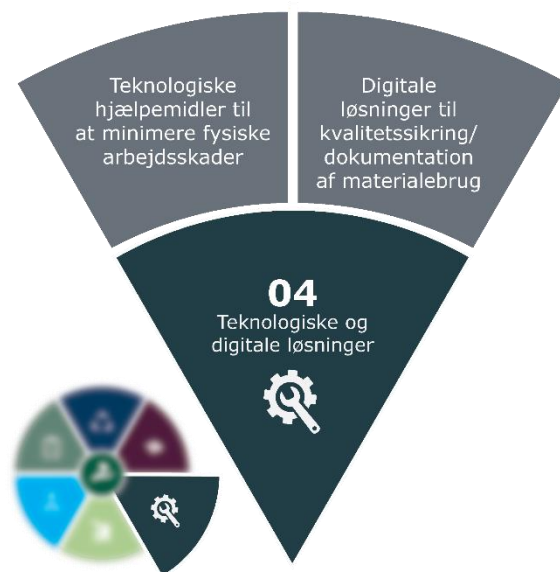 Teknologiske
hjælpemidler til
at minimere fysiske
arbejdsskader
Digitale
løsninger til
kvalitetssikring/
dokumentation
af materialebrug
04
Teknologiske og
digitale løsninger